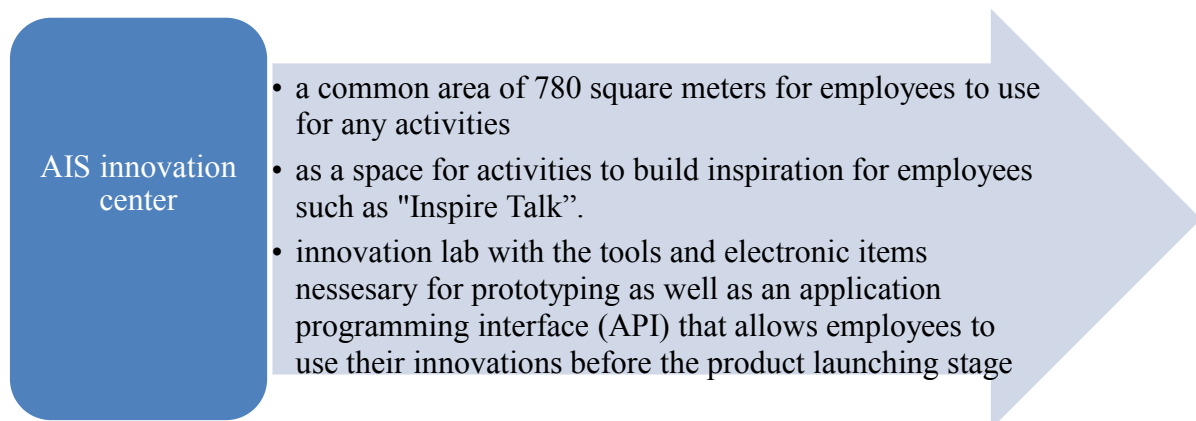 AIS innovation
center
• a common area of 780 square meters for employees to use
for any activities
• as a space for activities to build inspiration for employees
such as "Inspire Talk”.
• innovation lab with the tools and electronic items
nessesary for prototyping as well as an application
programming interface (API) that allows employees to
use their innovations before the product launching stage